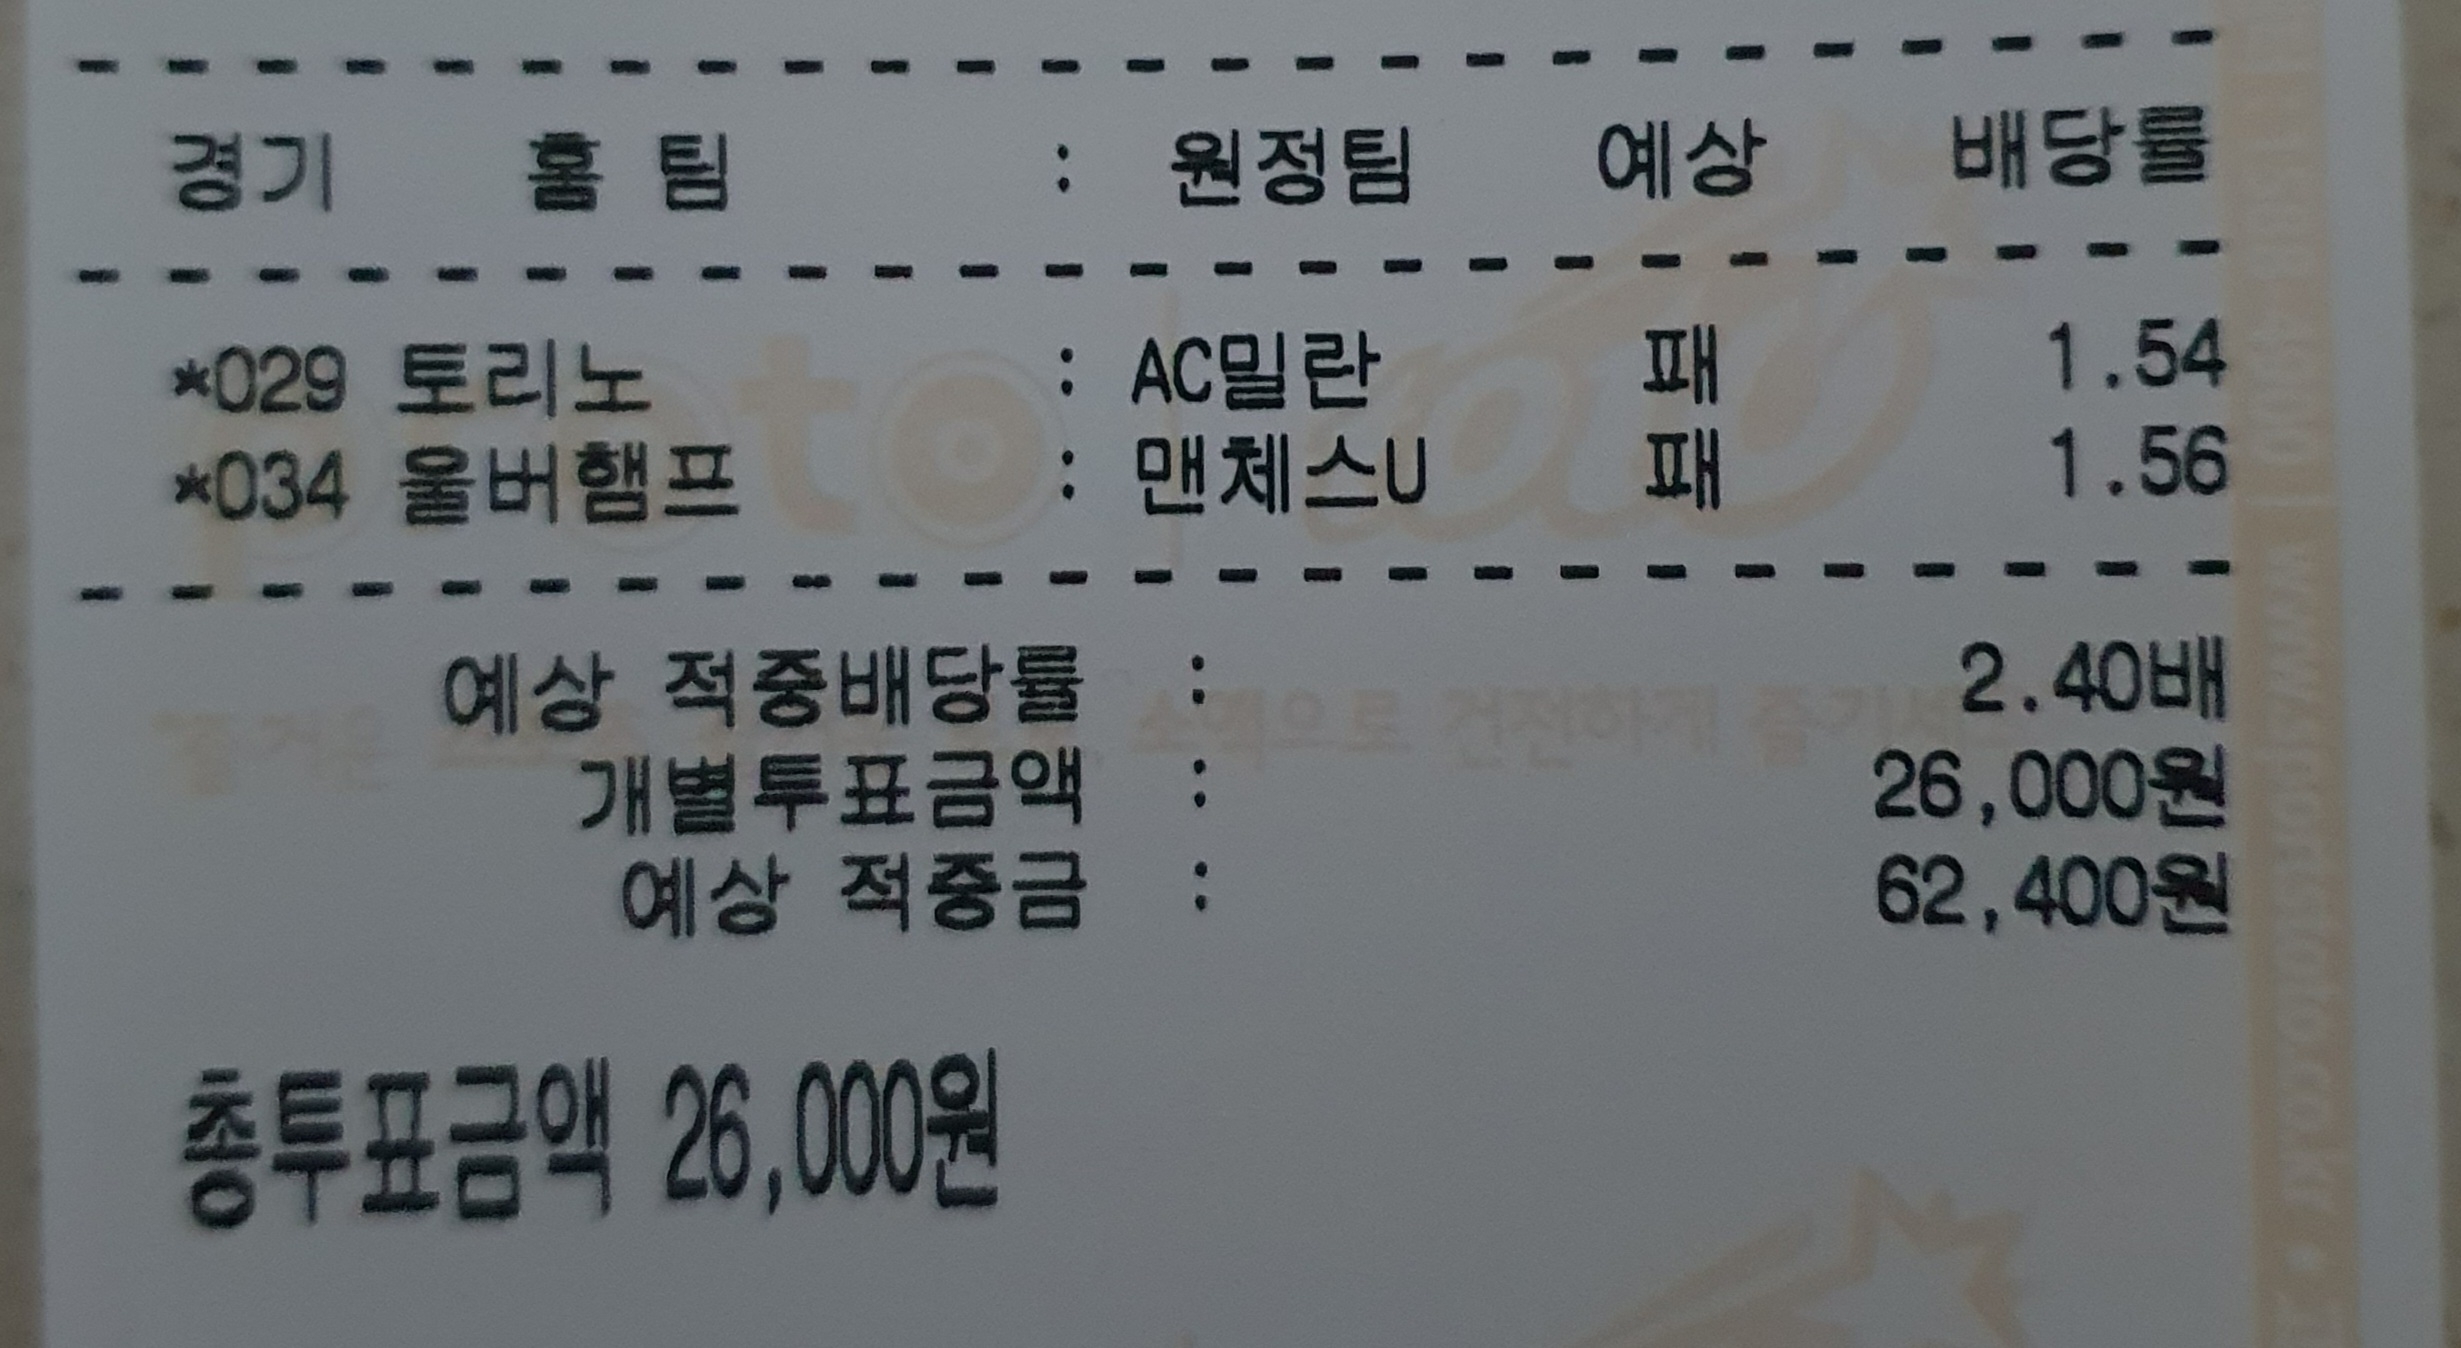 경기 홈 팀 : 원정팀 예상 배당률
*029 토리노 : AC밀란 패 1.54
*034 울버햄프 : 맨체스U 패 1.56
예상 적중배당률 : 2.40배
개별투표금액 : 26,000원
예상 적중금 : 62,400원
총투표금액 26,000원